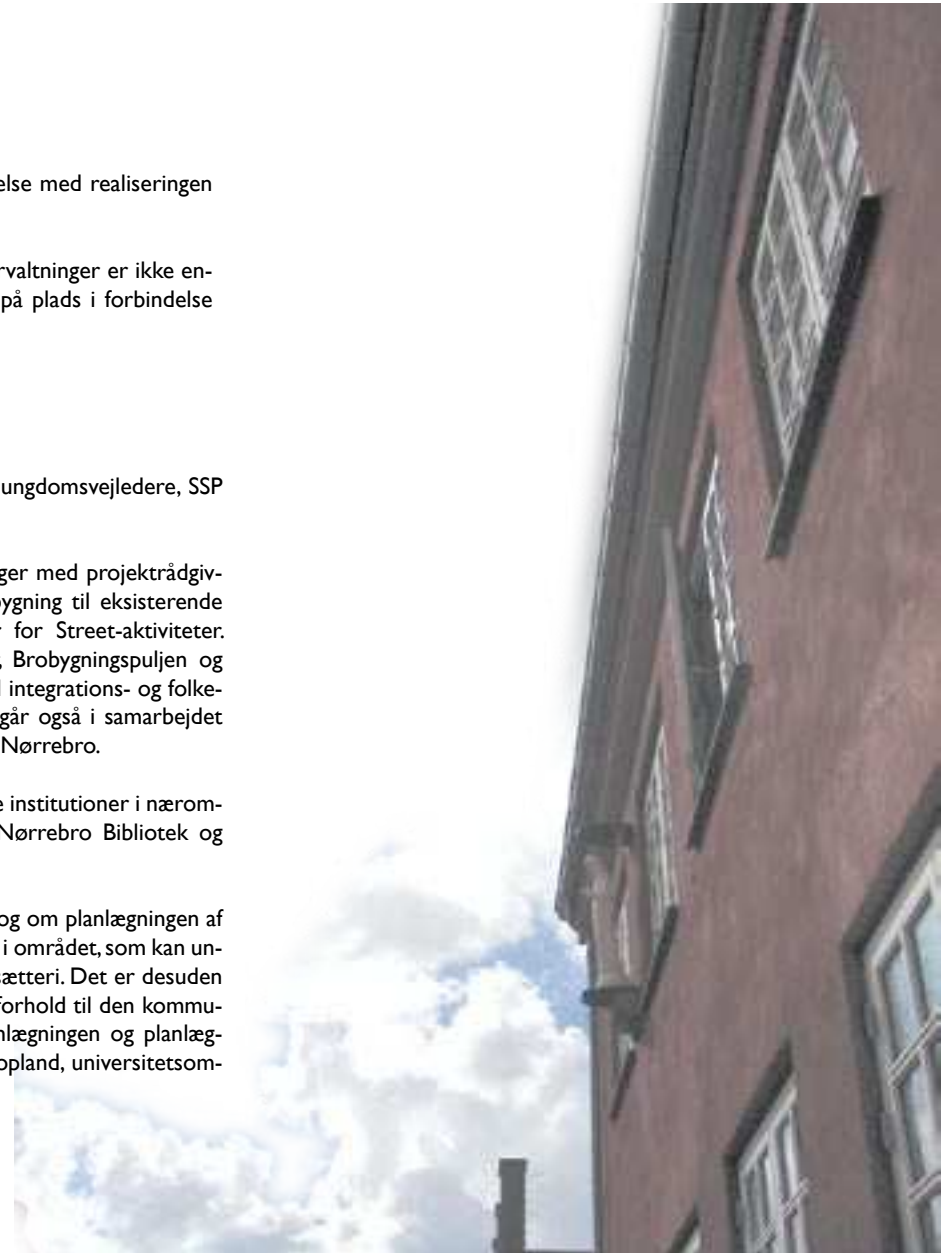 else med realiseringen
rvaltninger er ikke en-
på plads i forbindelse
ungdomsvejledere, SSP
ger med projektrådgiv-
bygning til eksisterende
for Street-aktiviteter.
Brobygningspuljen og
integrations- og folke-
går også i samarbejdet
Nørrebro.
e institutioner i nærom-
Nørrebro Bibliotek og
og om planlægningen af
i området, som kan un-
sætteri. Det er desuden
forhold til den kommu-
nlægningen og planlæg-
opland, universitetsom-